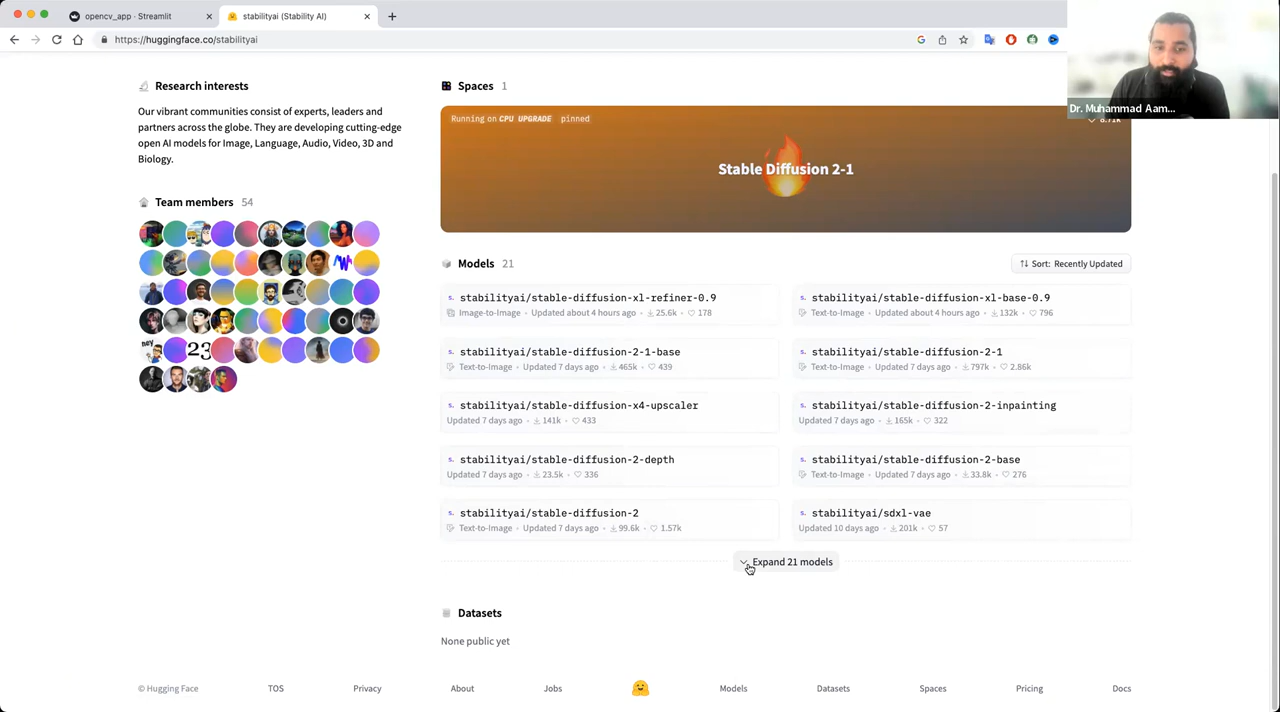 opencv_app · Streamlit
stabilityai (Stability AI)
https://huggingface.co/stabilityai
Dr. Muhammad Aam...
Research interests
Our vibrant communities consist of experts, leaders and
partners across the globe. They are developing cutting-edge
open AI models for Image, Language, Audio, Video, 3D and
Biology.
Team members 54
hey
23
Spaces 1
Running on CPU UPGRADE pinned
Stable Diffusion 2-1
Models 21
Sort: Recently Updated
stabilityai/stable-diffusion-xl-refiner-0.9
Image-to-Image • Updated about 4 hours ago • 25.6k • 178
stabilityai/stable-diffusion-xl-base-0.9
Text-to-Image • Updated about 4 hours ago • 132k • 796
stabilityai/stable-diffusion-2-1-base
Text-to-Image • Updated 7 days ago • 465k • 439
stabilityai/stable-diffusion-2-1
Text-to-Image • Updated 7 days ago • 797k • 2.86k
stabilityai/stable-diffusion-x4-upscaler
Updated 7 days ago • 141k • 433
stabilityai/stable-diffusion-2-inpainting
Updated 7 days ago • 165k • 322
stabilityai/stable-diffusion-2-depth
Updated 7 days ago • 23.5k • 336
stabilityai/stable-diffusion-2-base
Text-to-Image • Updated 7 days ago • 33.8k • 276
stabilityai/stable-diffusion-2
Text-to-Image • Updated 7 days ago • 99.6k • 1.57k
stabilityai/sdxl-vae
Updated 10 days ago • 201k • 57
Expand 21 models
Datasets
None public yet
© Hugging Face
TOS
Privacy
About
Jobs
Models
Datasets
Spaces
Pricing
Docs